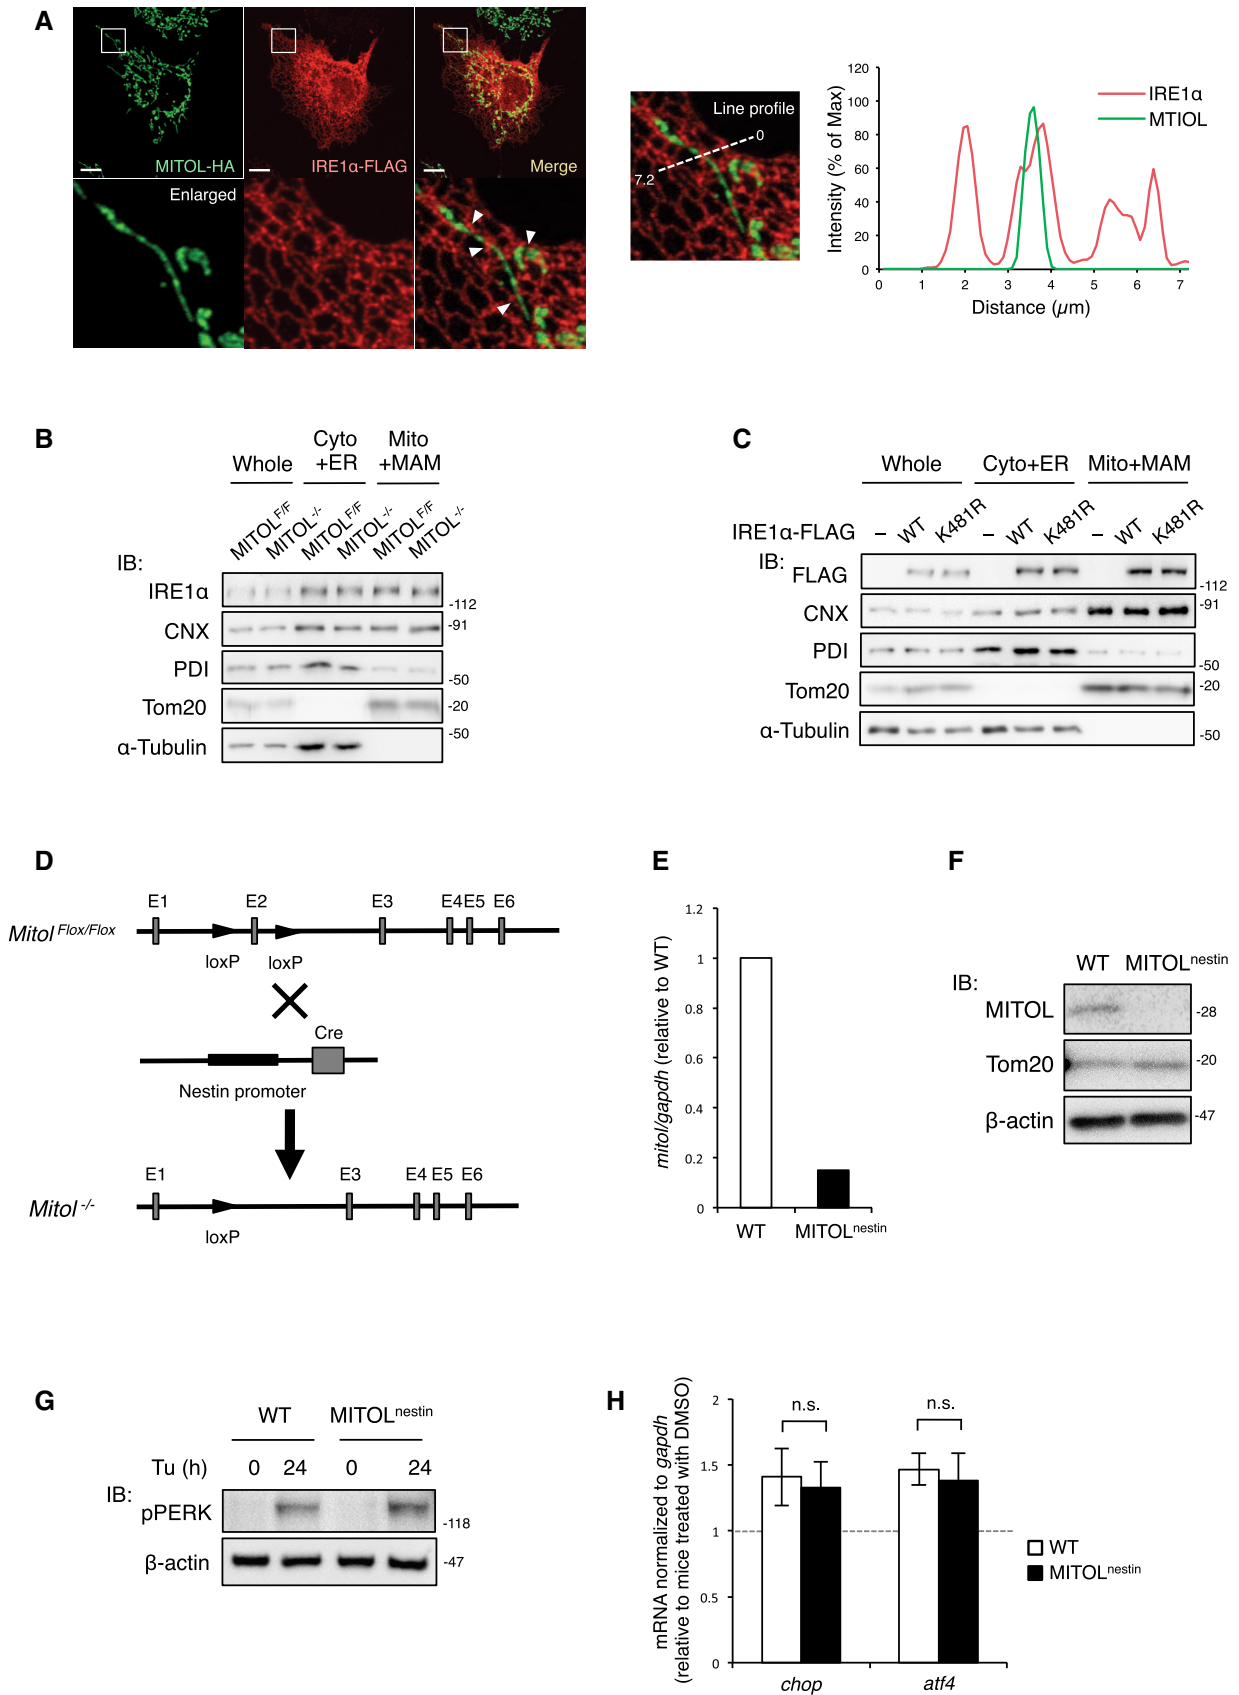 A
MITOL-HA
IRE1α-FLAG
Merge
Enlarged
Line profile
0
7.2
Intensity (% of Max)
120
100
80
60
40
20
0
0 1 2 3 4 5 6 7
Distance (µm)
IRE1α
MTIOL
B
Whole
Cyto +ER
Mito +MAM
MITOL F/F
MITOL -/-
MITOL F/F
MITOL -/-
MITOL F/F
MITOL -/-
IB:
IRE1α
-112
CNX
-91
PDI
-50
Tom20
-20
α-Tubulin
-50
C
Whole Cyto+ER Mito+MAM
IRE1α-FLAG – WT K481R – WT K481R – WT K481R
IB:
FLAG
-112
CNX
-91
PDI
-50
Tom20
-20
α-Tubulin
-50
D
E1 E2 E3 E4 E5 E6
Mitol Flox/Flox
loxP loxP
Cre
Nestin promoter
E1 E3 E4 E5 E6
Mitol -/-
loxP
E
mitol/gapdh (relative to WT)
1.2
1
0.8
0.6
0.4
0.2
0
WT MITOL nestin
F
WT MITOL nestin
IB:
MITOL -28
Tom20 -20
β-actin -47
G
WT MITOL nestin
Tu (h) 0 24 0 24
IB:
pPERK -118
β-actin -47
H
mRNA normalized to gapdh
(relative to mice treated with DMSO)
2
1.5
1
0.5
0
n.s. n.s.
chop atf4
WT
MITOL nestin